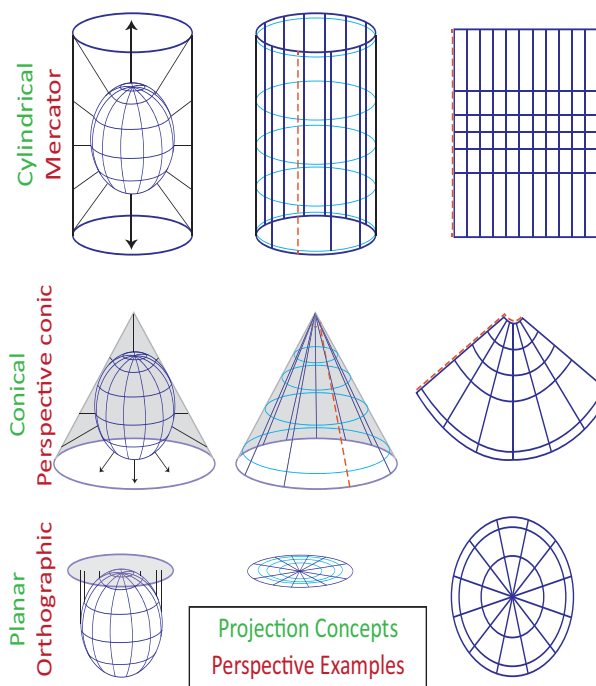 Cylindrical
Mercator
Conical
Perspective conic
Planar
Orthographic
Projection Concepts
Perspective Examples